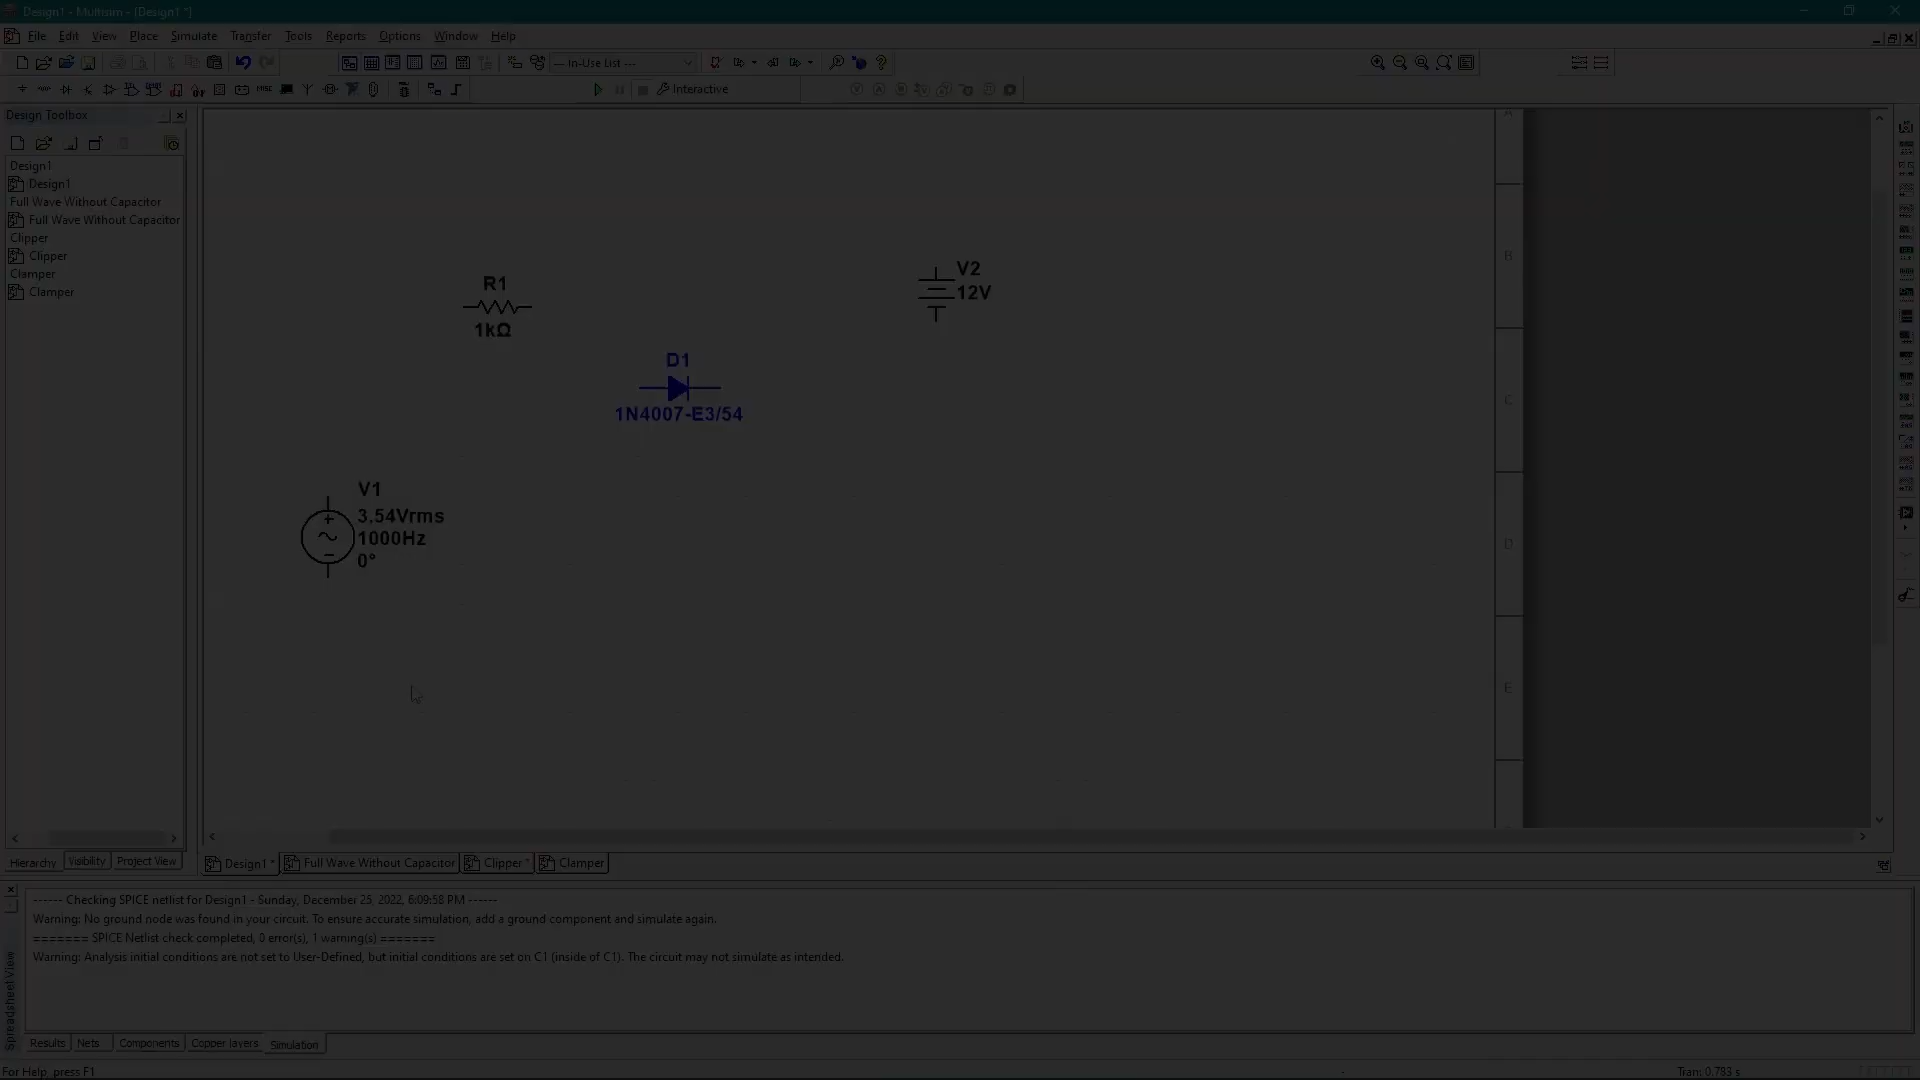 Design1 - Multisim - [Design1 *]
File Edit View Place Simulate Transfer Tools Reports Options Window Help
--- In-Use List ---
Interactive
Design Toolbox
Design1
Design1
Full Wave Without Capacitor
Full Wave Without Capacitor
Clipper
Clipper
Clamper
Clamper
A
B
C
D
E
R1
1kΩ
V2
12V
D1
1N4007-E3/54
V1
3.54Vrms
1000Hz
0°
Hierarchy Visibility Project View
Design1 * Full Wave Without Capacitor Clipper * Clamper
------ Checking SPICE netlist for Design1 - Sunday, December 25, 2022, 6:09:58 PM ------
Warning: No ground node was found in your circuit. To ensure accurate simulation, add a ground component and simulate again.
======= SPICE Netlist check completed, 0 error(s), 1 warning(s) =======
Warning: Analysis initial conditions are not set to User-Defined, but initial conditions are set on C1 (inside of C1). The circuit may not simulate as intended.
Spreadsheet View
Results Nets Components Copper layers Simulation
For Help, press F1
Tran: 0.783 s